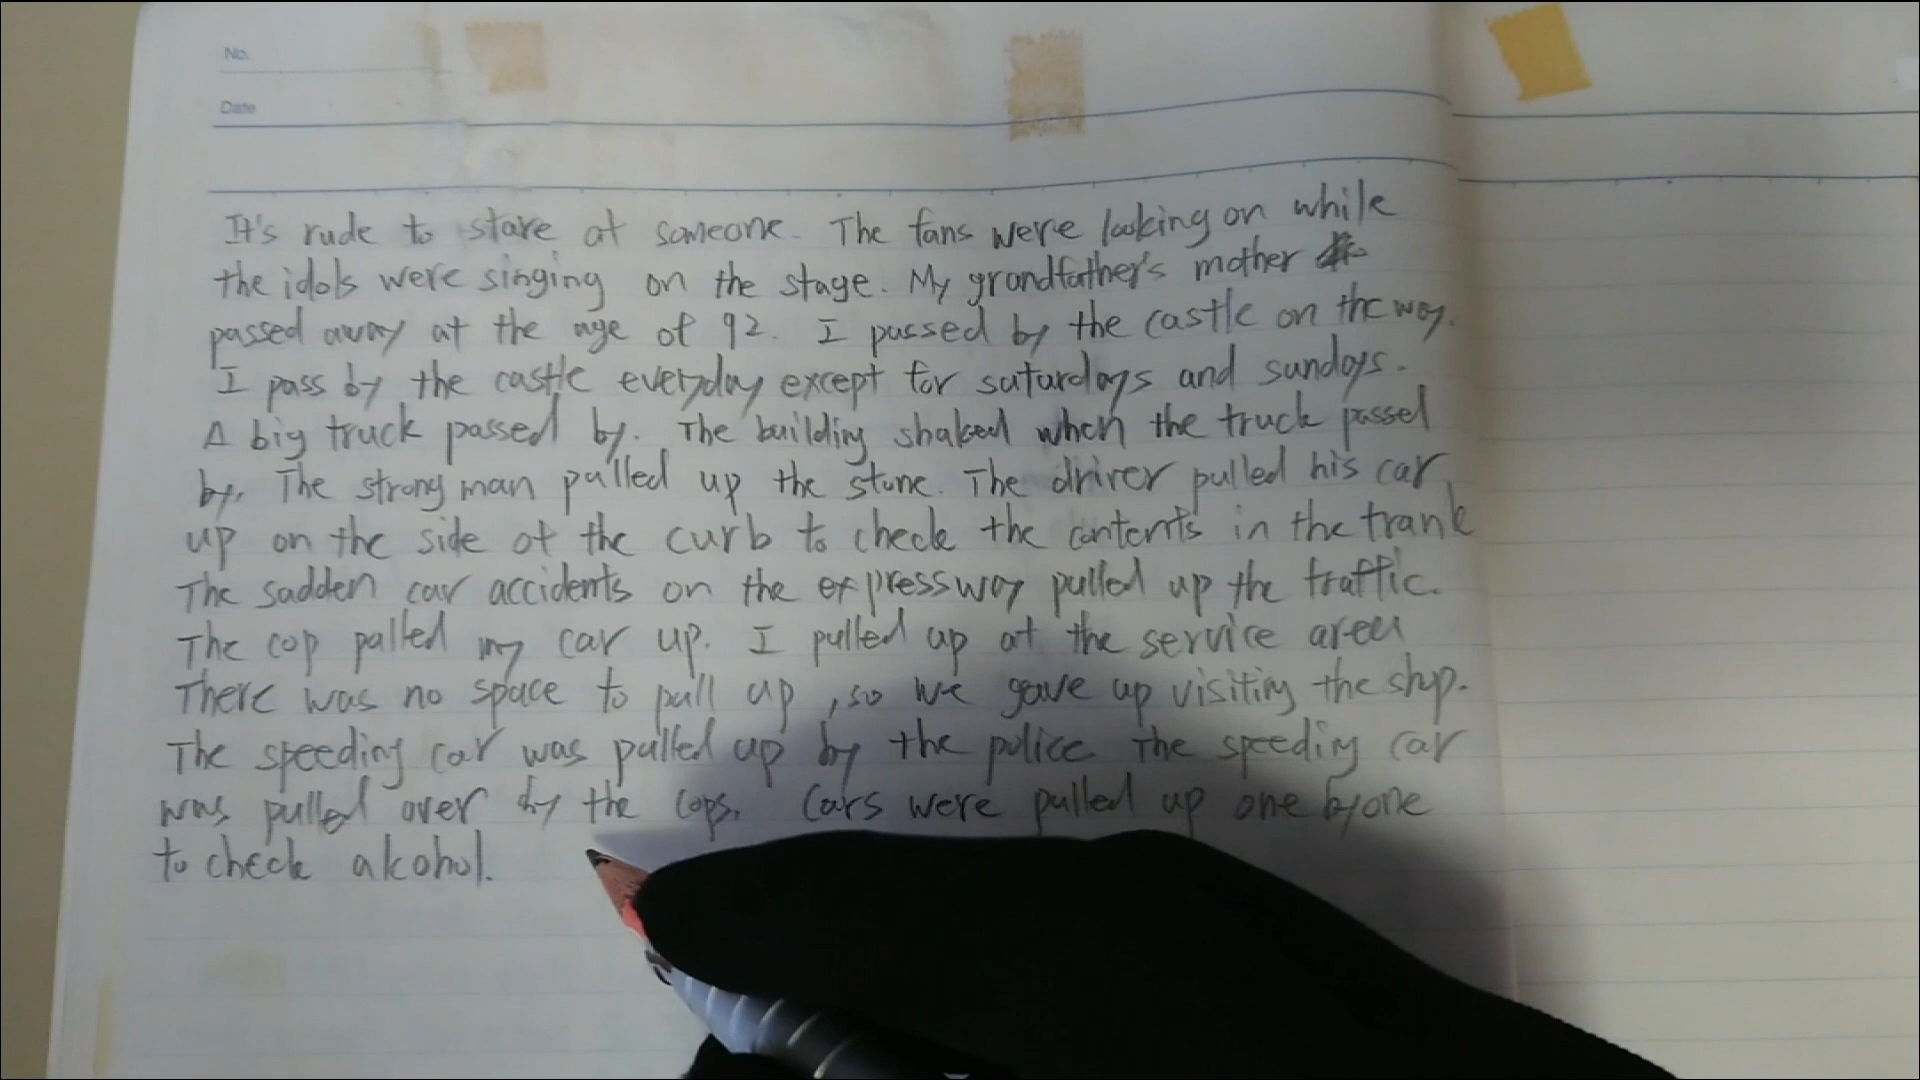 No.
Date
It's rude to stare at someone. The fans were looking on while
the idols were singing on the stage. My grandfather's mother
passed away at the age of 92. I passed by the castle on the way.
I pass by the castle everyday except for saturdays and sundays.
A big truck passed by. The building shaked when the truck passed
by. The strong man pulled up the stone. The driver pulled his car
up on the side of the curb to check the contents in the trank
The sadden car accidents on the expressway pulled up the traffic.
The cop palled my car up. I pulled up at the service area
There was no space to pull up, so we gave up visiting the shop.
The speeding car was pulled up by the police. The speeding car
was pulled over by the cops. Cars were pulled up one by one
to check alcohol.